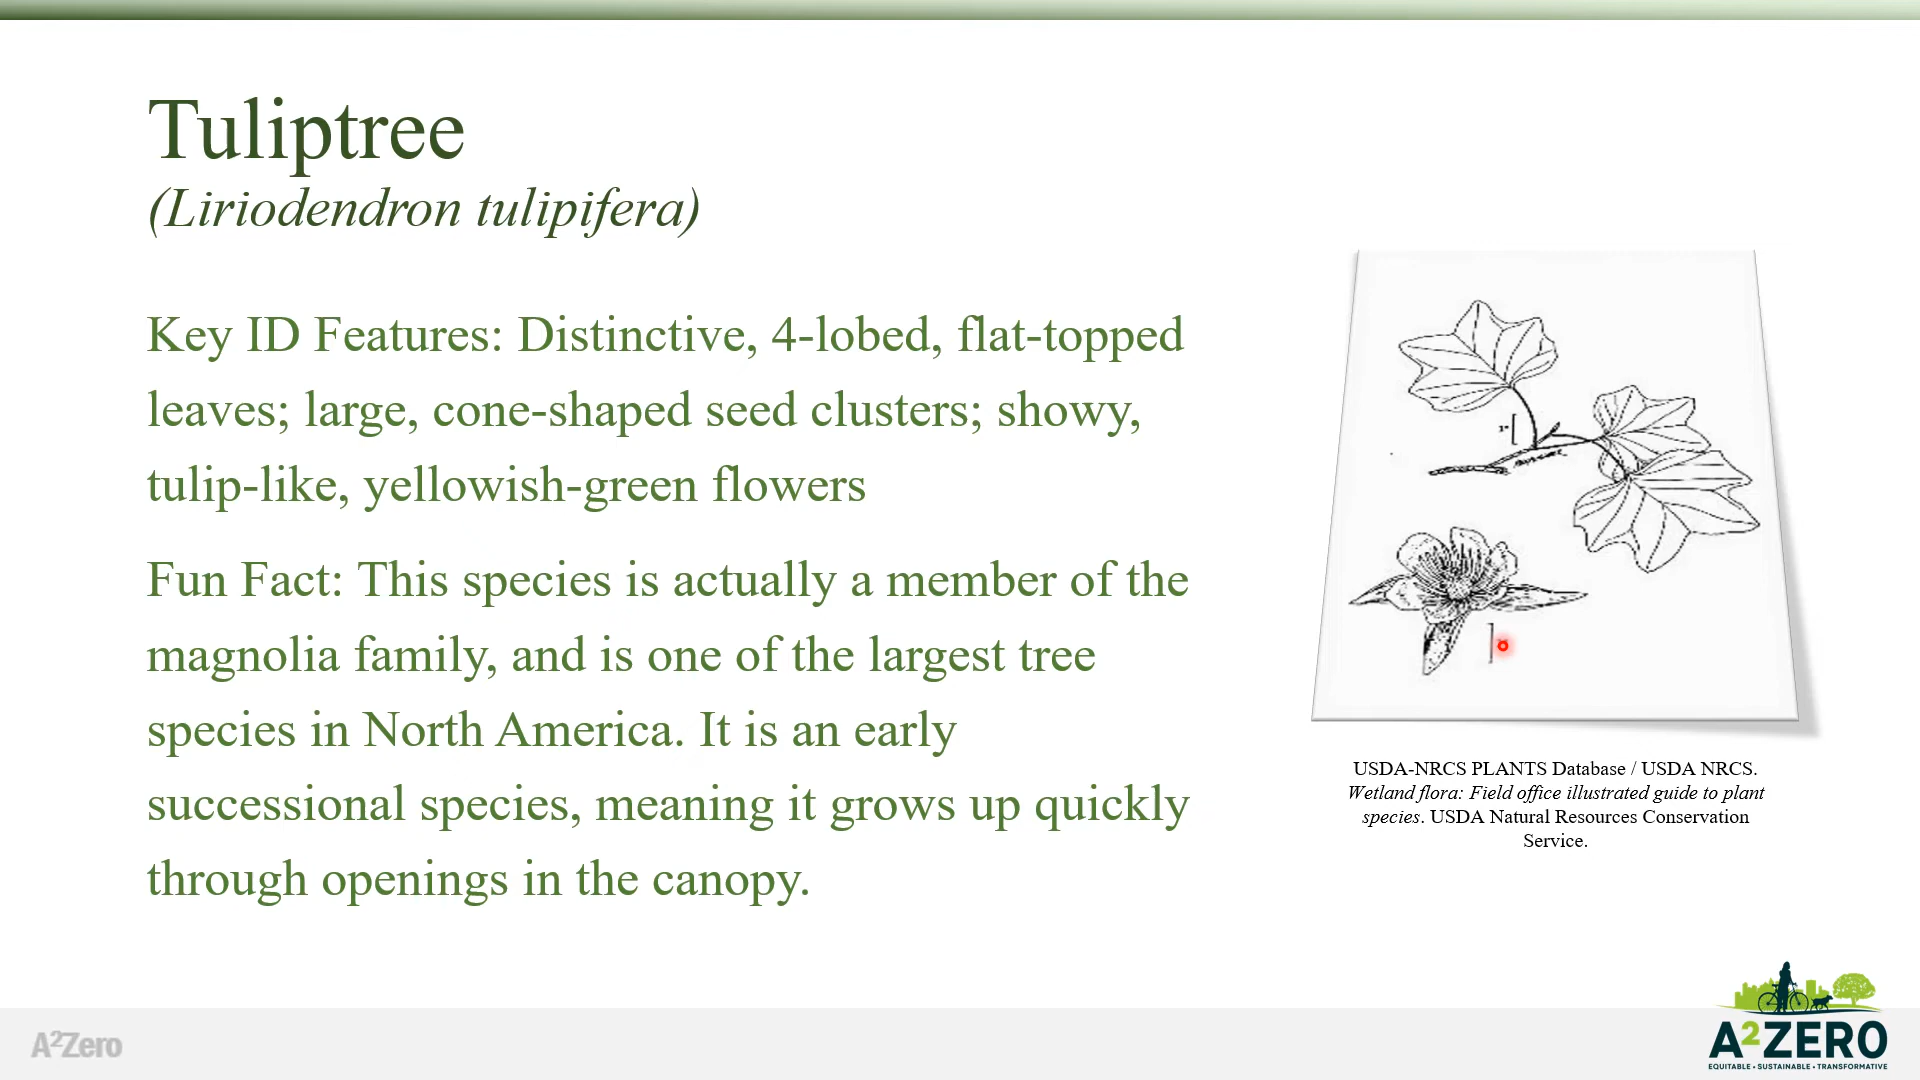 Tuliptree
(Liriodendron tulipifera)
Key ID Features: Distinctive, 4-lobed, flat-topped
leaves; large, cone-shaped seed clusters; showy,
tulip-like, yellowish-green flowers
Fun Fact: This species is actually a member of the
magnolia family, and is one of the largest tree
species in North America. It is an early
successional species, meaning it grows up quickly
through openings in the canopy.
USDA-NRCS PLANTS Database / USDA NRCS.
Wetland flora: Field office illustrated guide to plant
species. USDA Natural Resources Conservation
Service.
A²Zero
A²ZERO
EQUITABLE • SUSTAINABLE • TRANSFORMATIVE